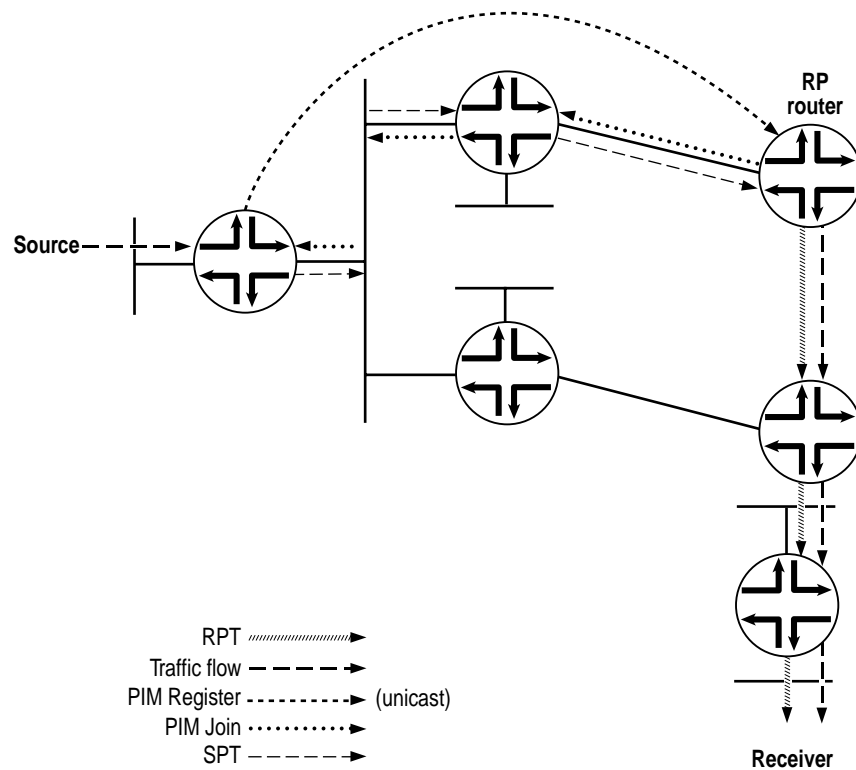 RP
router
Source
RPT
Traffic flow
PIM Register
(unicast)
PIM Join
SPT
Receiver